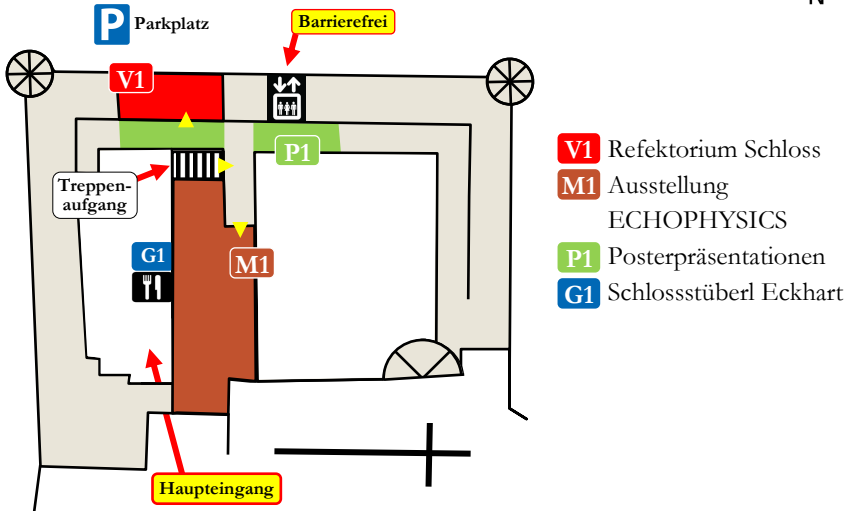 N
P Parkplatz
Barrierefrei
V1
P1
Treppen-
aufgang
G1
M1
Haupteingang
V1 Refektorium Schloss
M1 Ausstellung
ECHOPHYSICS
P1 Posterpräsentationen
G1 Schlossstüberl Eckhart